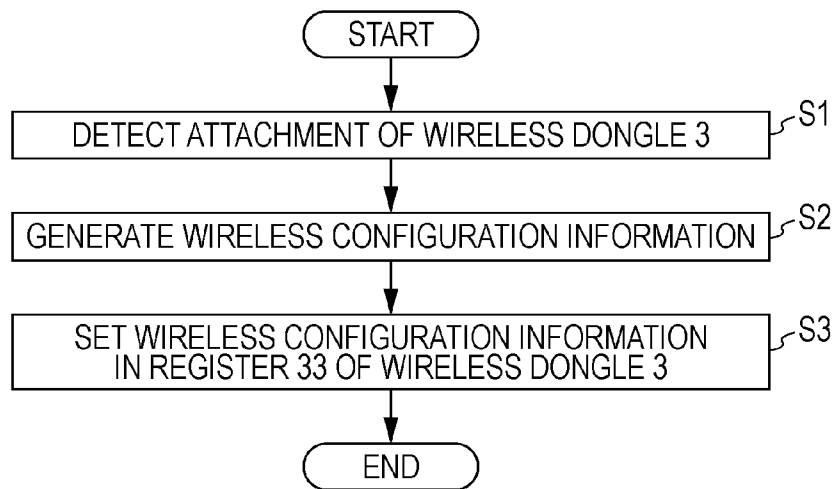 START
DETECT ATTACHMENT OF WIRELESS DONGLE 3
S1
GENERATE WIRELESS CONFIGURATION INFORMATION
S2
SET WIRELESS CONFIGURATION INFORMATION
IN REGISTER 33 OF WIRELESS DONGLE 3
S3
END